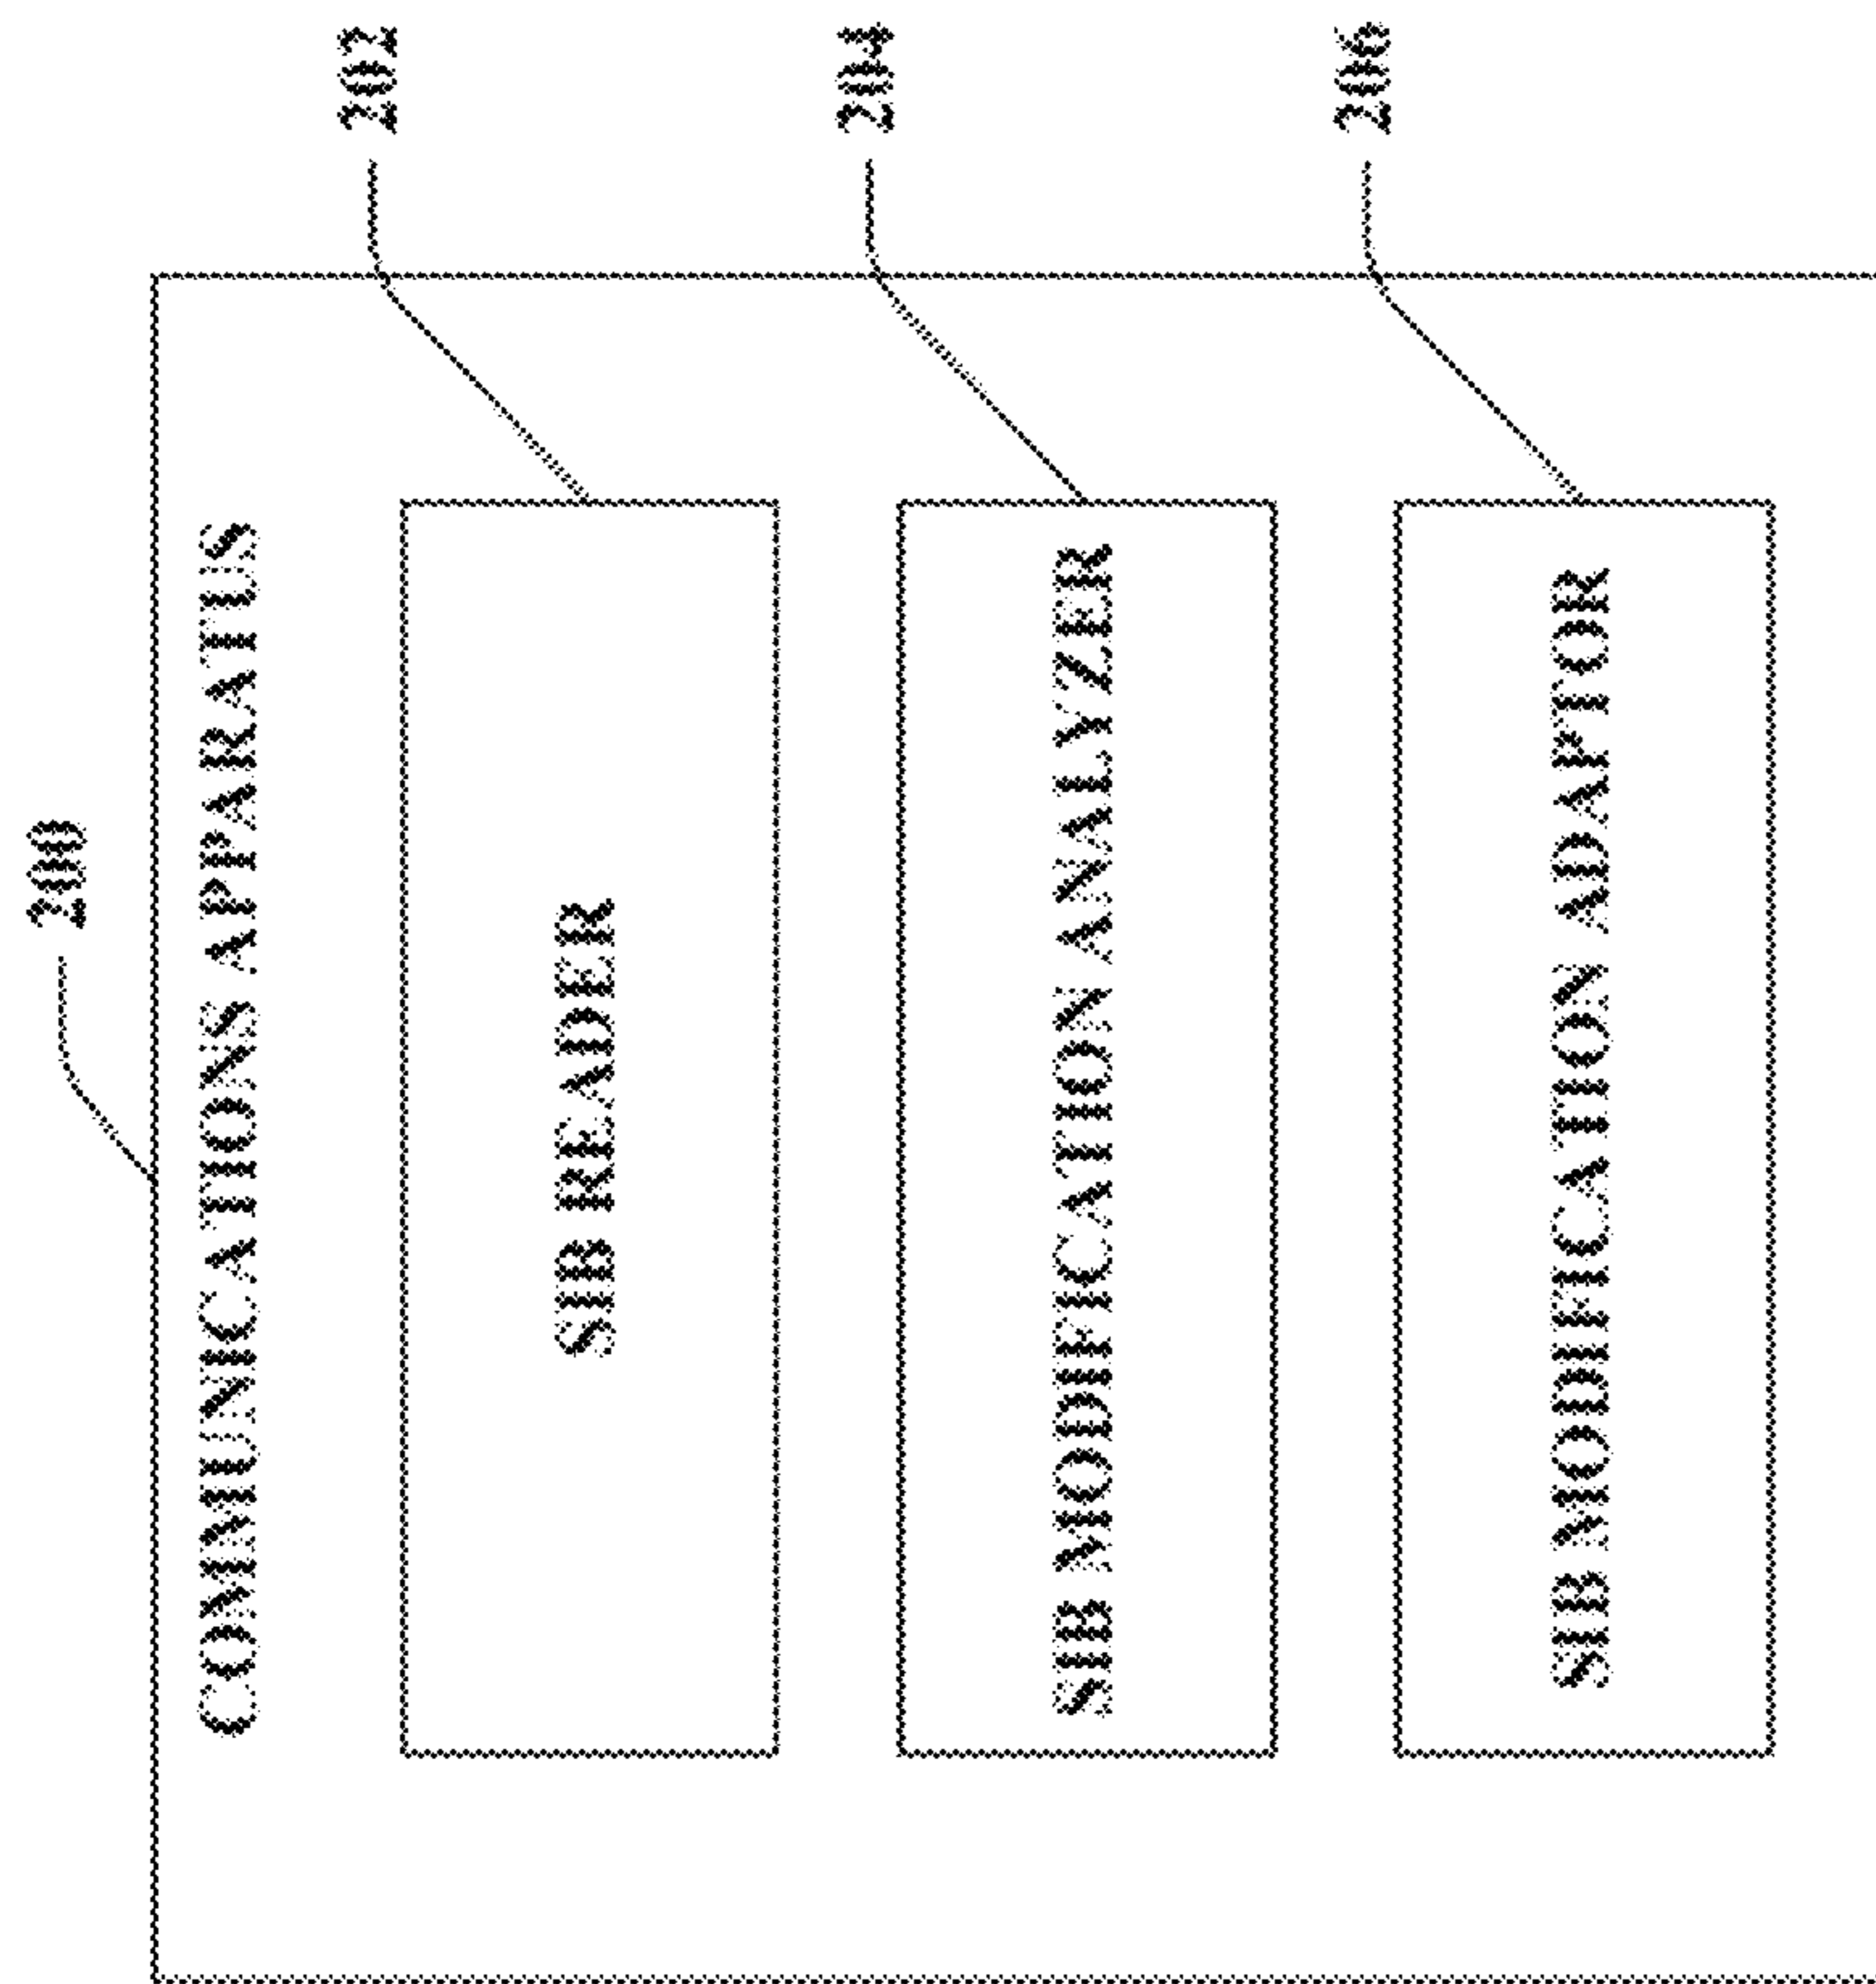 200
COMMUNICATIONS APPARATUS
202
SIB READER
204
SIB MODIFICATION ANALYZER
206
SIB MODIFICATION ADAPTOR